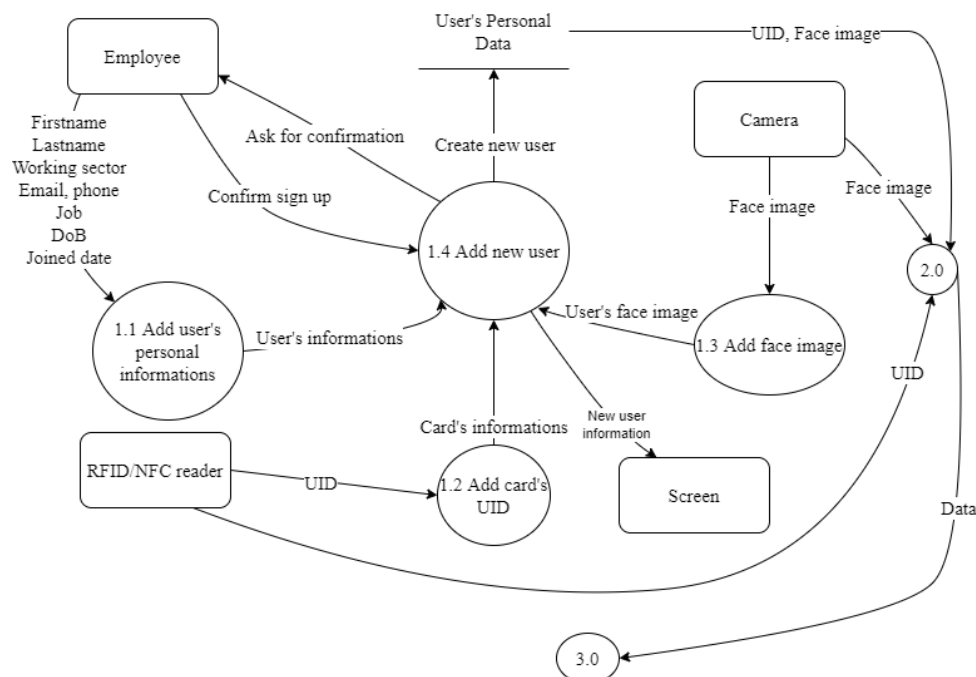 User's Personal
Data
UID, Face image
Employee
Firstname
Lastname
Working sector
Email, phone
Job
DoB
Joined date
Ask for confirmation
Confirm sign up
Create new user
Camera
Face image
Face image
1.4 Add new user
2.0
1.1 Add user's
personal
informations
User's informations
User's face image
1.3 Add face image
UID
Card's informations
New user
information
RFID/NFC reader
UID
1.2 Add card's
UID
Screen
Data
3.0